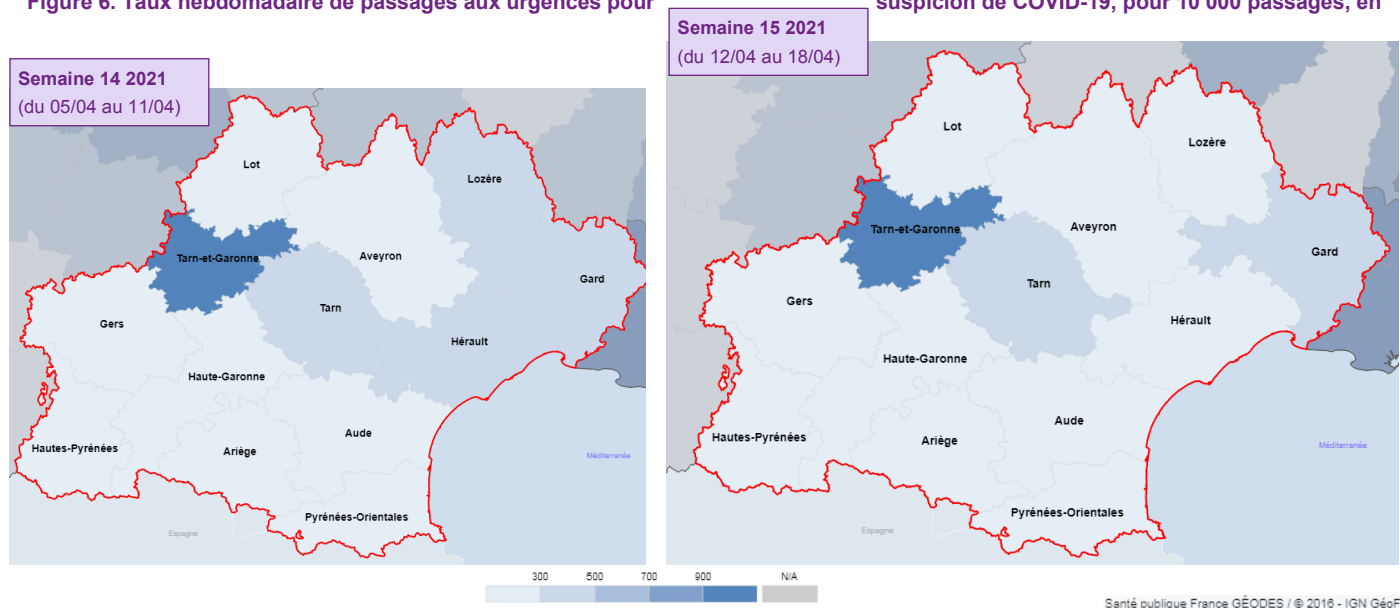 Figure 6. Taux hebdomadaire de passages aux urgences pour suspicion de COVID-19, pour 10 000 passages, en
Semaine 14 2021
(du 05/04 au 11/04)
Lot
Lozère
Tarn-et-Garonne
Aveyron
Gard
Tarn
Gers
Hérault
Haute-Garonne
Aude
Hautes-Pyrénées
Ariège
Méditerranée
Pyrénées-Orientales
Espagne
Semaine 15 2021
(du 12/04 au 18/04)
Lot
Lozère
Tarn-et-Garonne
Aveyron
Gard
Tarn
Gers
Hérault
Haute-Garonne
Aude
Hautes-Pyrénées
Ariège
Méditerranée
Pyrénées-Orientales
Espagne
300 500 700 900 N/A
Santé publique France GÉODES / © 2016 - IGN GéoF